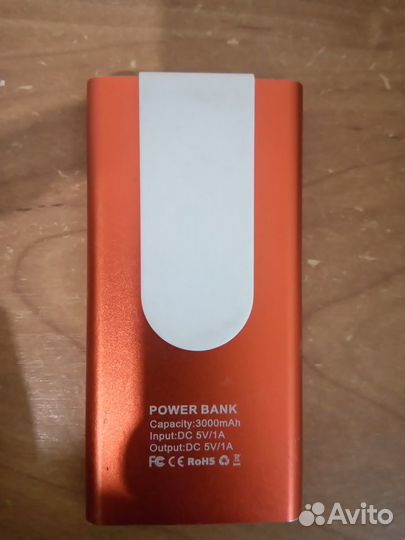 POWER BANK
Capacity:3000mAh
Input:DC 5V/1A
Output:DC 5V/1A
FC CE RoHS
Avito